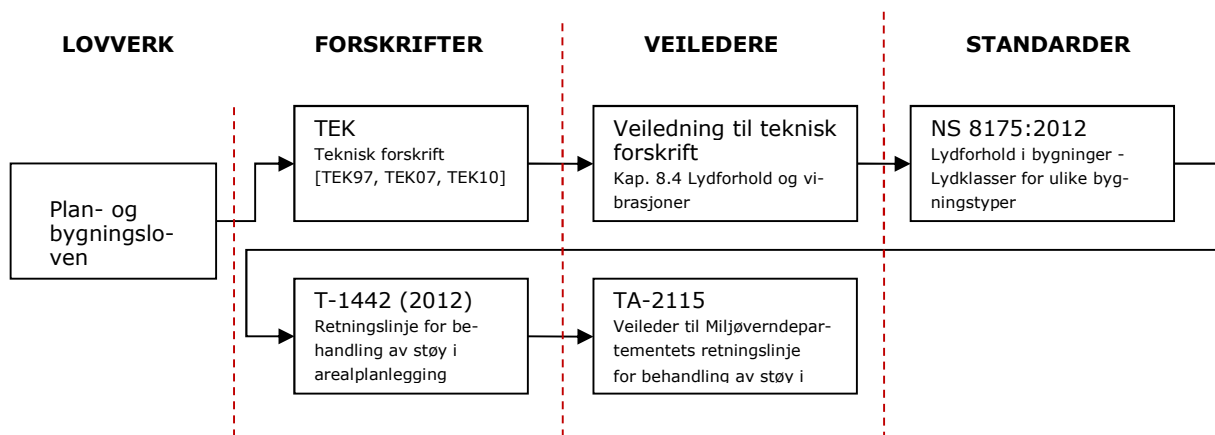 LOVVERK
FORSKRIFTER
VEILEDERE
STANDARDER
Plan- og
bygningslo-
ven
TEK
Teknisk forskrift
[TEK97, TEK07, TEK10]
Veiledning til teknisk
forskrift
Kap. 8.4 Lydforhold og vi-
brasjoner
NS 8175:2012
Lydforhold i bygninger -
Lydklasser for ulike byg-
ningstyper
T-1442 (2012)
Retningslinje for be-
handling av støy i
arealplanlegging
TA-2115
Veileder til Miljøverndepar-
tementets retningslinje
for behandling av støy i